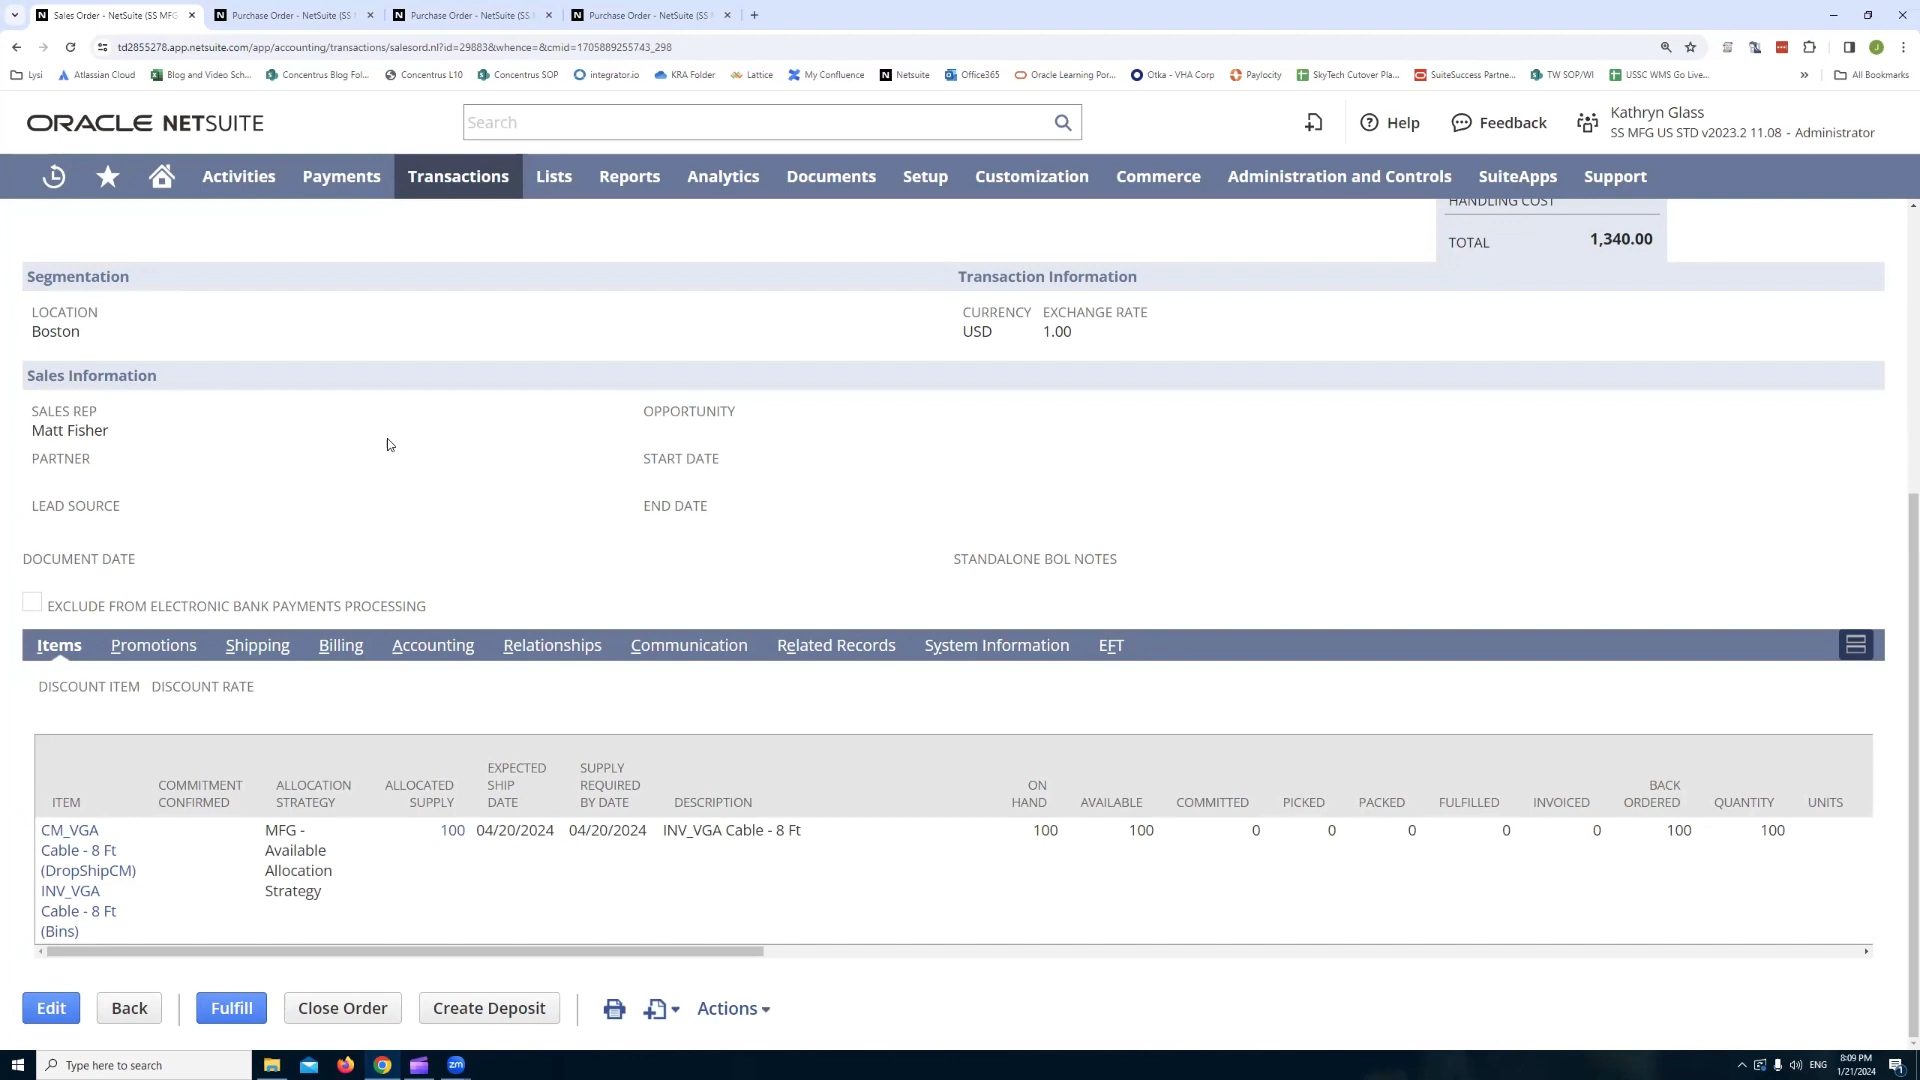 Sales Order - NetSuite (SS MFG
Purchase Order - NetSuite (SS
Purchase Order - NetSuite (SS
Purchase Order - NetSuite (SS
td2855278.app.netsuite.com/app/accounting/transactions/salesord.nl?id=29883&whence=&cmid=1705889255743_298
Lysi
Atlassian Cloud
Blog and Video Sch...
Concentrus Blog Fol...
Concentrus L10
Concentrus SOP
integrator.io
KRA Folder
Lattice
My Confluence
Netsuite
Office365
Oracle Learning Por...
Otka - VHA Corp
Paylocity
SkyTech Cutover Pla...
SuiteSuccess Partne...
TW SOP/WI
USSC WMS Go Live...
All Bookmarks
ORACLE NETSUITE
Search
Help
Feedback
Kathryn Glass
SS MFG US STD v2023.2 11.08 - Administrator
Activities Payments Transactions Lists Reports Analytics Documents Setup Customization Commerce Administration and Controls SuiteApps Support
HANDLING COST
TOTAL 1,340.00
Segmentation
Transaction Information
LOCATION
Boston
CURRENCY EXCHANGE RATE
USD 1.00
Sales Information
SALES REP
Matt Fisher
OPPORTUNITY
PARTNER
START DATE
LEAD SOURCE
END DATE
DOCUMENT DATE
STANDALONE BOL NOTES
EXCLUDE FROM ELECTRONIC BANK PAYMENTS PROCESSING
Items Promotions Shipping Billing Accounting Relationships Communication Related Records System Information EFT
DISCOUNT ITEM DISCOUNT RATE
ITEM
COMMITMENT
CONFIRMED
ALLOCATION
STRATEGY
ALLOCATED
SUPPLY
EXPECTED
SHIP
DATE
SUPPLY
REQUIRED
BY DATE
DESCRIPTION
ON
HAND
AVAILABLE
COMMITTED
PICKED
PACKED
FULFILLED
INVOICED
BACK
ORDERED
QUANTITY
UNITS
CM_VGA
Cable - 8 Ft
(DropShipCM)
INV_VGA
Cable - 8 Ft
(Bins)
MFG -
Available
Allocation
Strategy
100 04/20/2024 04/20/2024 INV_VGA Cable - 8 Ft 100 100 0 0 0 0 0 100 100
Edit Back Fulfill Close Order Create Deposit Actions
Type here to search
zm
ENG
8:09 PM
1/21/2024
J
1